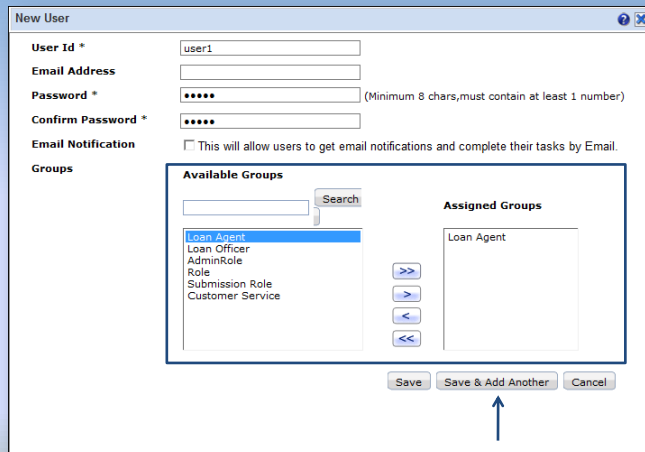 New User
User Id *
user1
Email Address
Password *
•••••
(Minimum 8 chars,must contain at least 1 number)
Confirm Password *
•••••
Email Notification
This will allow users to get email notifications and complete their tasks by Email.
Groups
Available Groups
Search
Assigned Groups
Loan Agent
Loan Officer
AdminRole
Role
Submission Role
Customer Service
>>
>
<
<<
Loan Agent
Save
Save & Add Another
Cancel